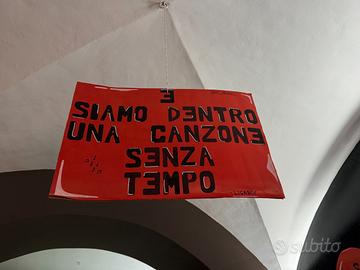 E
SIAMO DENTRO
UNA CANZONE
SENZA
TEMPO
subito